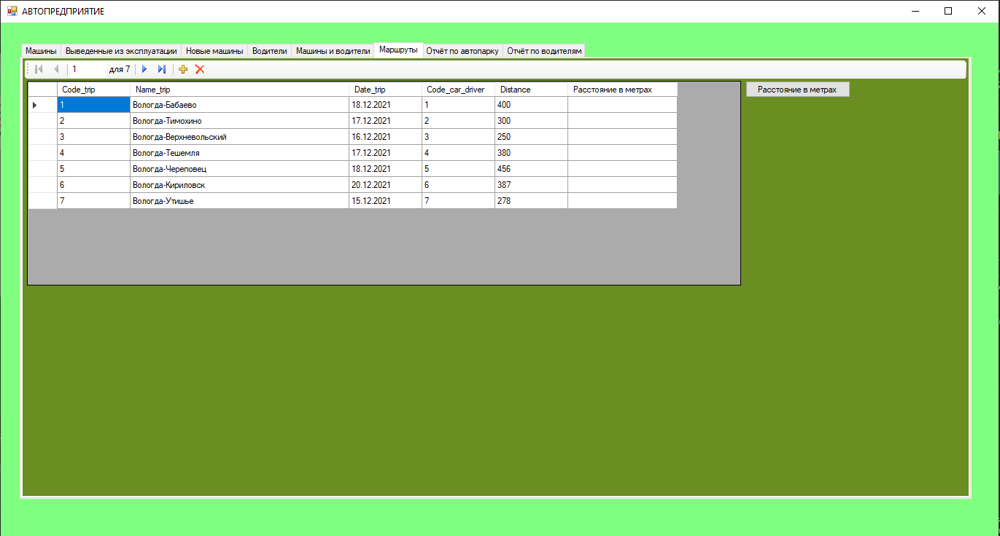 АВТОПРЕДПРИЯТИЕ
Машины Выведенные из эксплуатации Новые машины Водители Машины и водители Маршруты Отчёт по автопарку Отчёт по водителям
1 для 7
Code_trip Name_trip Date_trip Code_car_driver Distance Расстояние в метрах Расстояние в метрах
1 Вологда-Бабаево 18.12.2021 1 400
2 Вологда-Тимохино 17.12.2021 2 300
3 Вологда-Верхневольский 16.12.2021 3 250
4 Вологда-Тешемля 17.12.2021 4 380
5 Вологда-Череповец 18.12.2021 5 456
6 Вологда-Кириловск 20.12.2021 6 387
7 Вологда-Утишье 15.12.2021 7 278